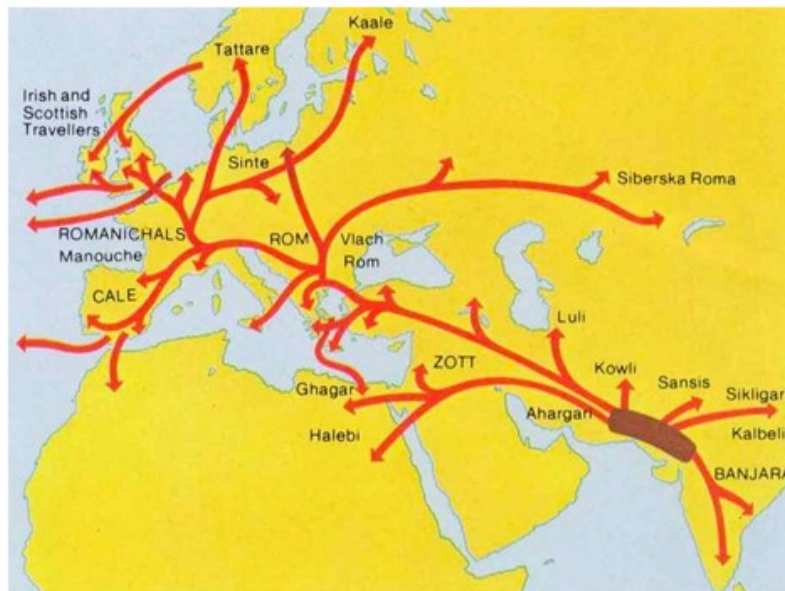 Kaale
Tattare
Irish and
Scottish
Travellers
Sinte
Siberska Roma
ROMANICHALS
Manouche
ROM
Vlach
Rom
CALE
Luli
ZOTT
Kowli
Sansis
Ghagar
Sikligar
Ahargari
Kalbeli
Halebi
BANJARA